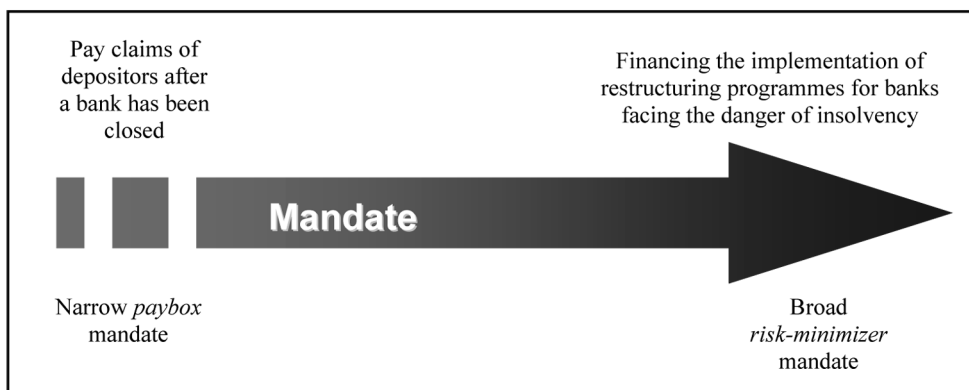 Pay claims of
depositors after
a bank has been
closed
Financing the implementation of
restructuring programmes for banks
facing the danger of insolvency
Mandate
Narrow paybox
mandate
Broad
risk-minimizer
mandate